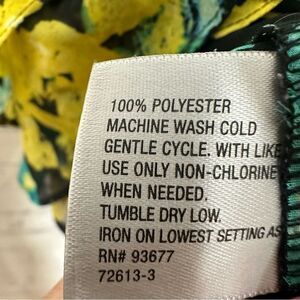 100% POLYESTER
MACHINE WASH COLD
GENTLE CYCLE. WITH LIKE
USE ONLY NON-CHLORINE
WHEN NEEDED.
TUMBLE DRY LOW.
IRON ON LOWEST SETTING AS
RN# 93677
72613-3